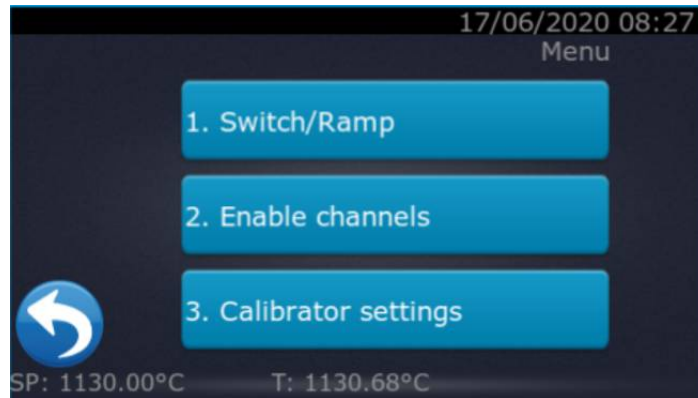 17/06/2020 08:27
Menu
1. Switch/Ramp
2. Enable channels
3. Calibrator settings
SP: 1130.00°C T: 1130.68°C